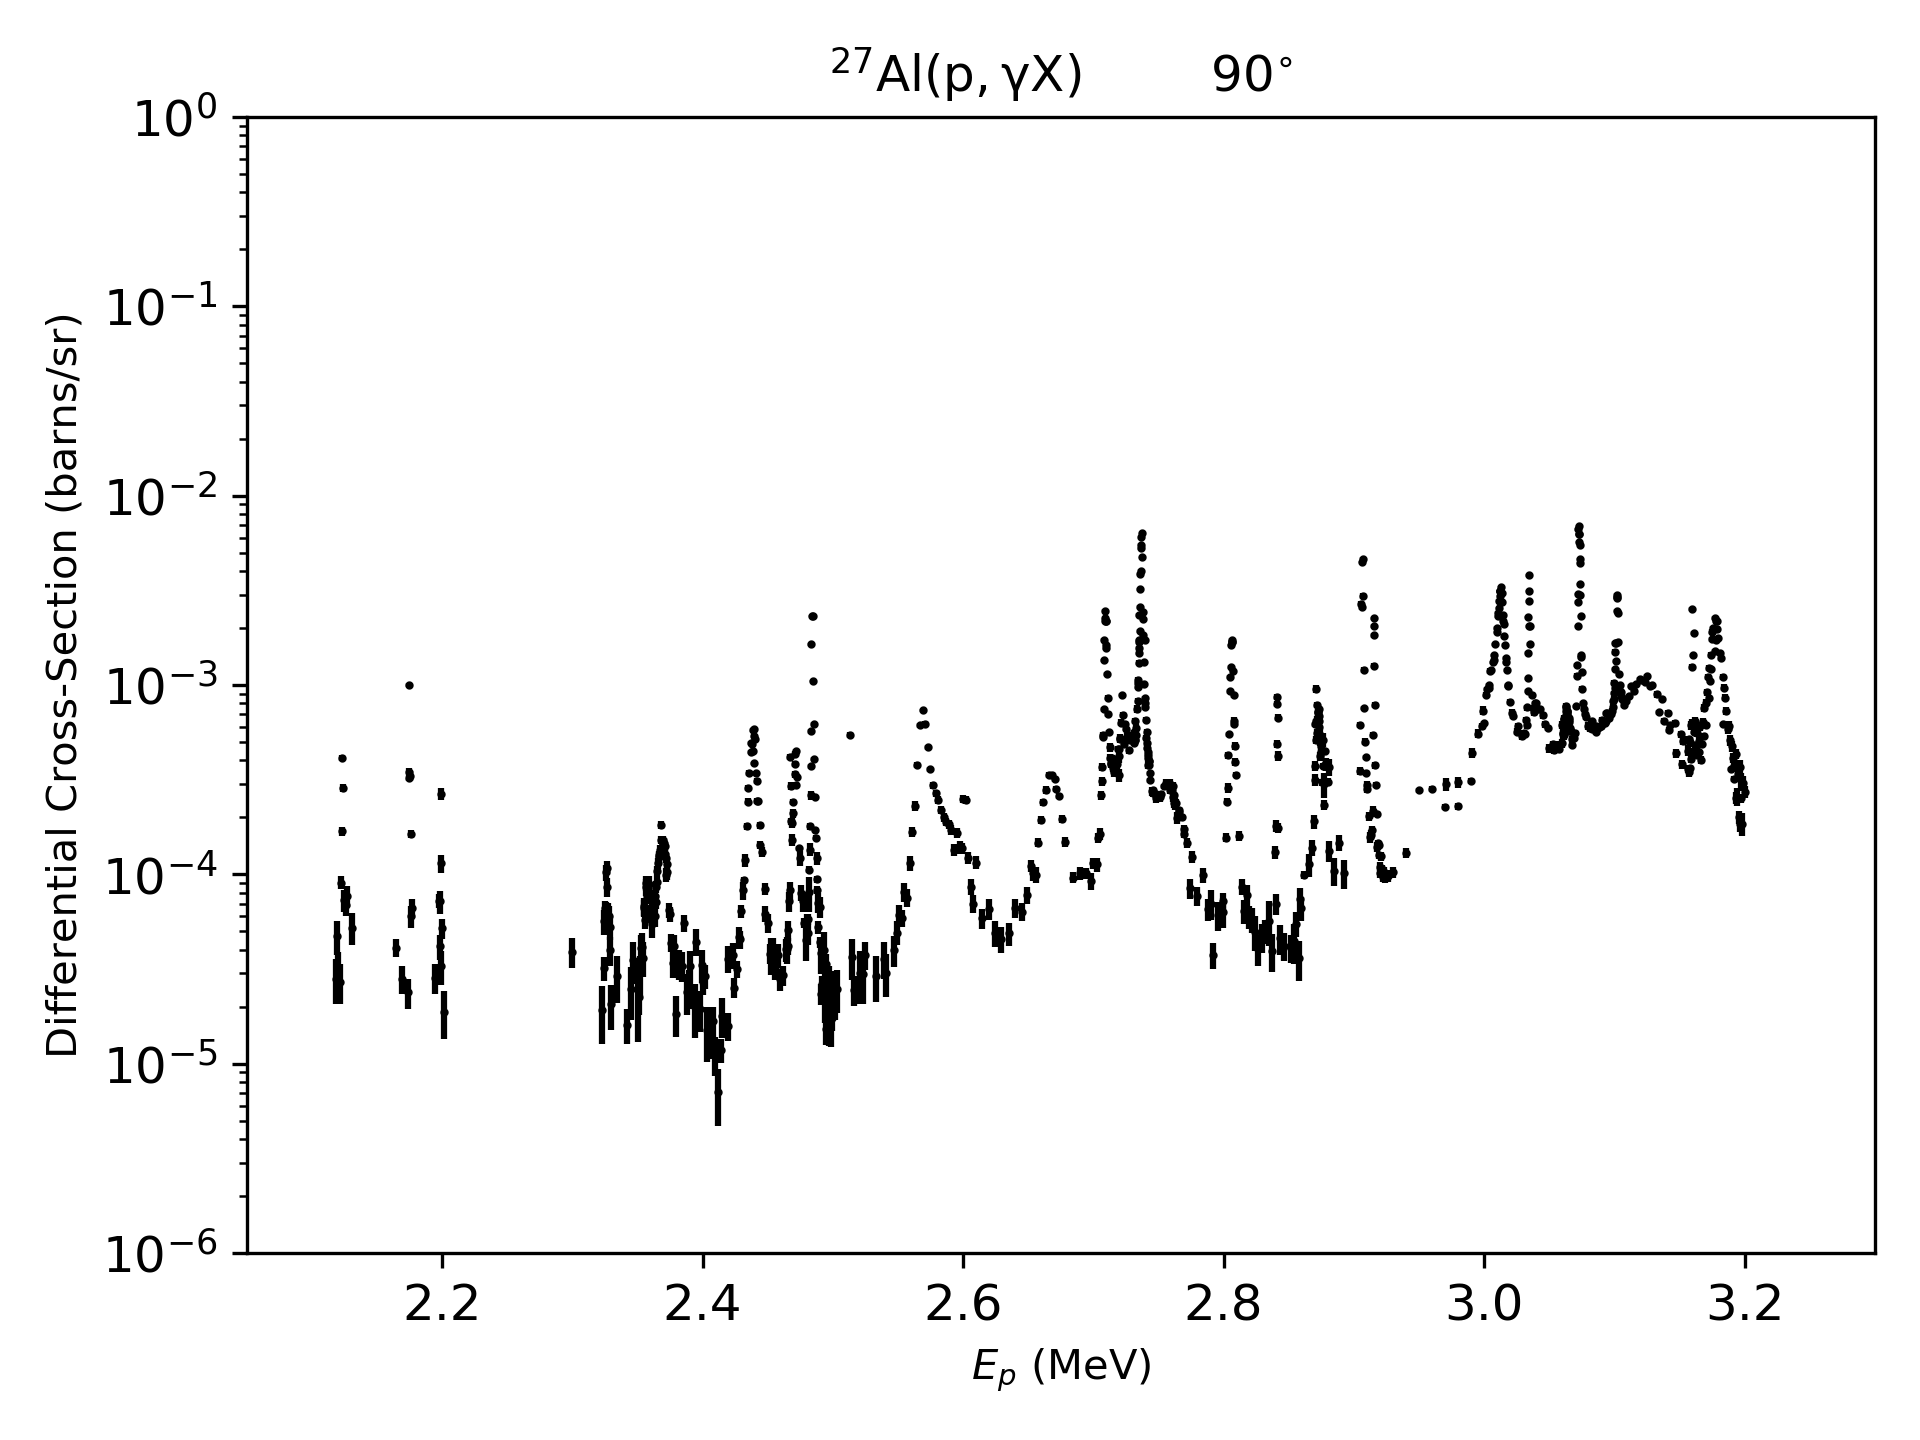 ²⁷Al(p, γX) 90°
10⁰
10⁻¹
10⁻²
10⁻³
10⁻⁴
10⁻⁵
10⁻⁶
Differential Cross-Section (barns/sr)
2.2 2.4 2.6 2.8 3.0 3.2
Eₚ (MeV)